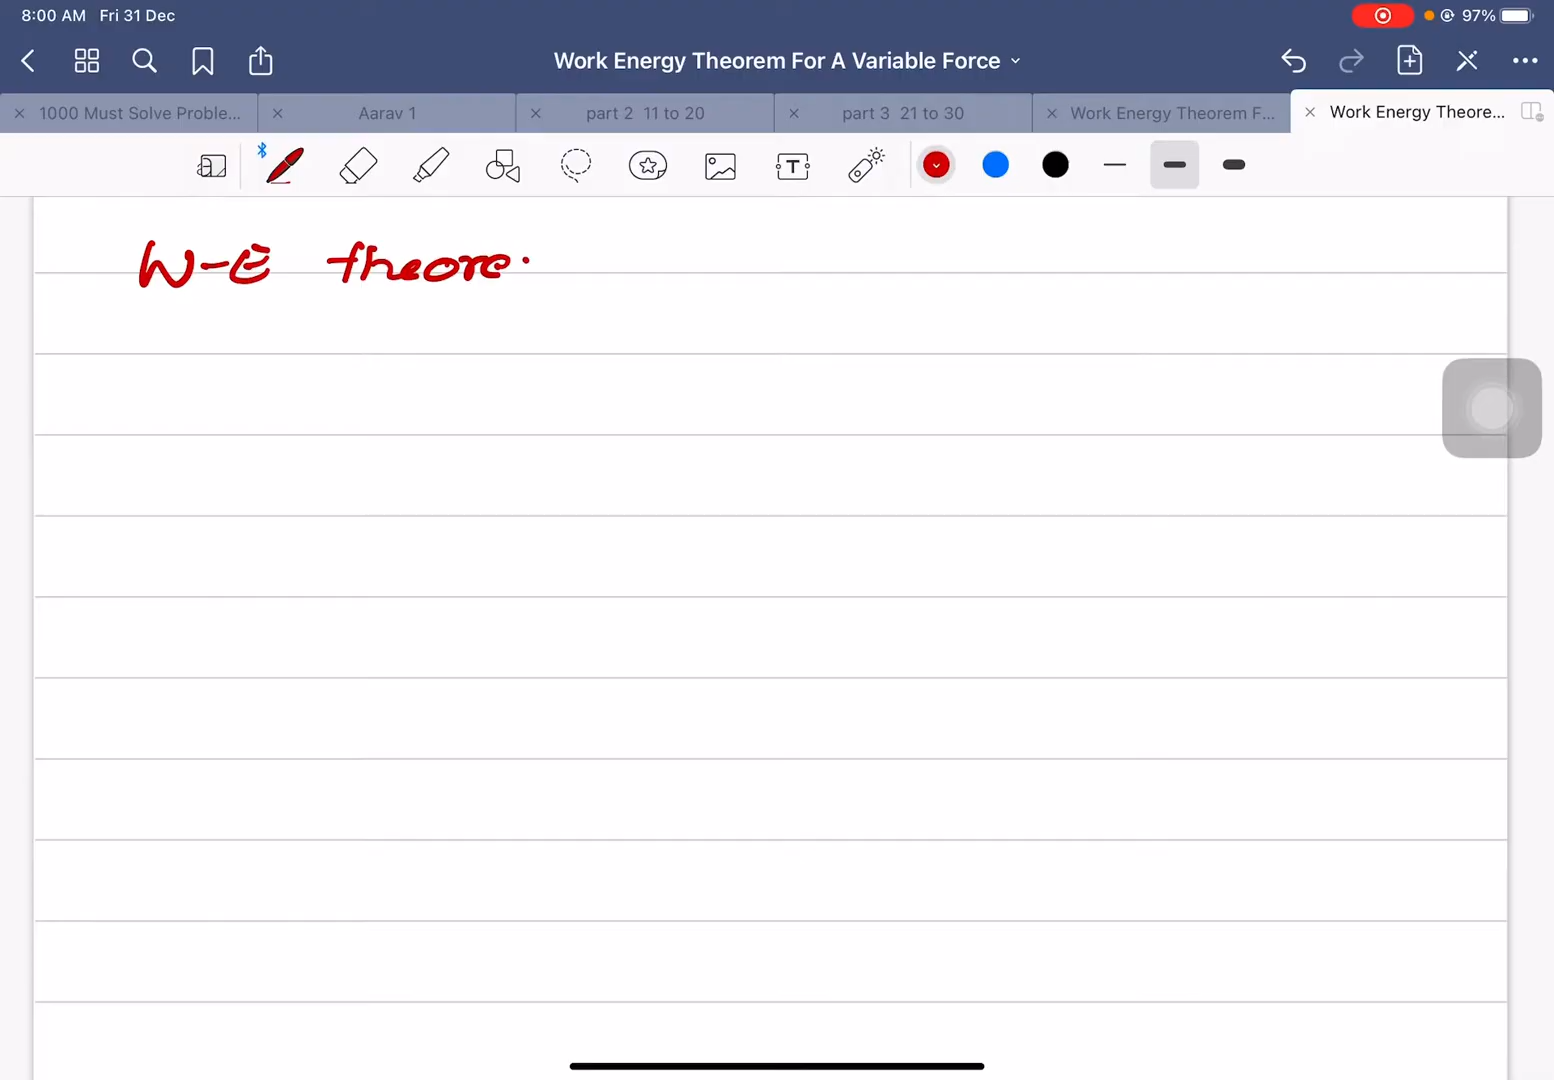 8:00 AM Fri 31 Dec
97%
Work Energy Theorem For A Variable Force
1000 Must Solve Proble...
Aarav 1
part 2 11 to 20
part 3 21 to 30
Work Energy Theorem F...
Work Energy Theore...
W-E theore.